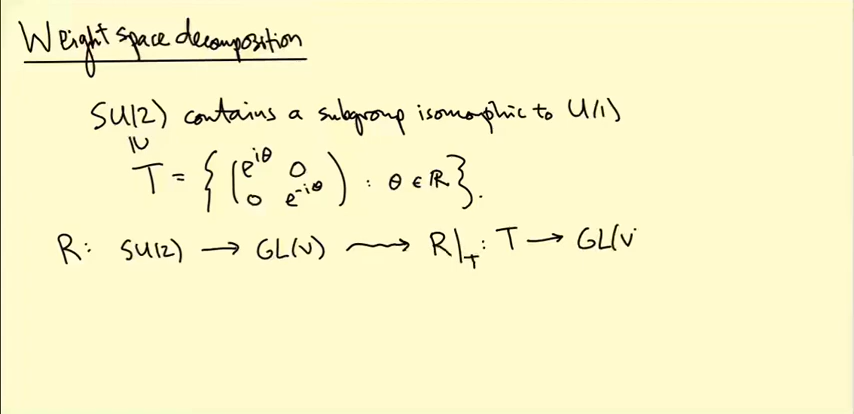 Weight space decomposition
SU(2) contains a subgroup isomorphic to U(1)
⊇
T = { ( e^{iθ} 0 ; 0 e^{-iθ} ) : θ ∈ ℝ }.
R: SU(2) → GL(V) ⟿ R|_T : T → GL(V